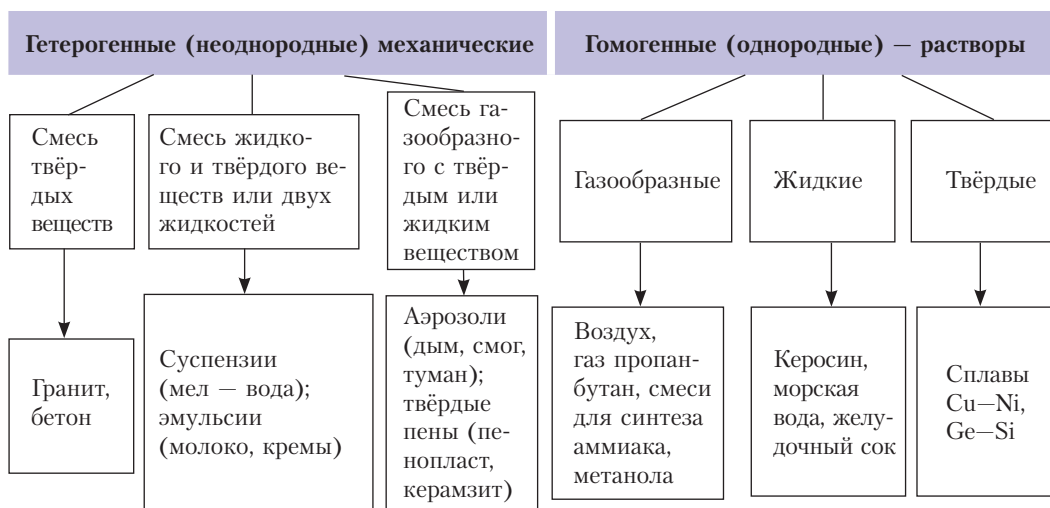 Гетерогенные (неоднородные) механические
Гомогенные (однородные) — растворы
Смесь
твёр-
дых
веществ
Смесь жидко-
го и твёрдого ве-
ществ или двух
жидкостей
Смесь га-
зообразно-
го с твёр-
дым или
жидким
веществом
Газообразные
Жидкие
Твёрдые
Гранит,
бетон
Суспензии
(мел — вода);
эмульсии
(молоко, кремы)
Аэрозоли
(дым, смог,
туман);
твёрдые
пены (пе-
нопласт,
керамзит)
Воздух,
газ пропан-
бутан, смеси
для синтеза
аммиака,
метанола
Керосин,
морская
вода, желу-
дочный сок
Сплавы
Cu—Ni,
Ge—Si